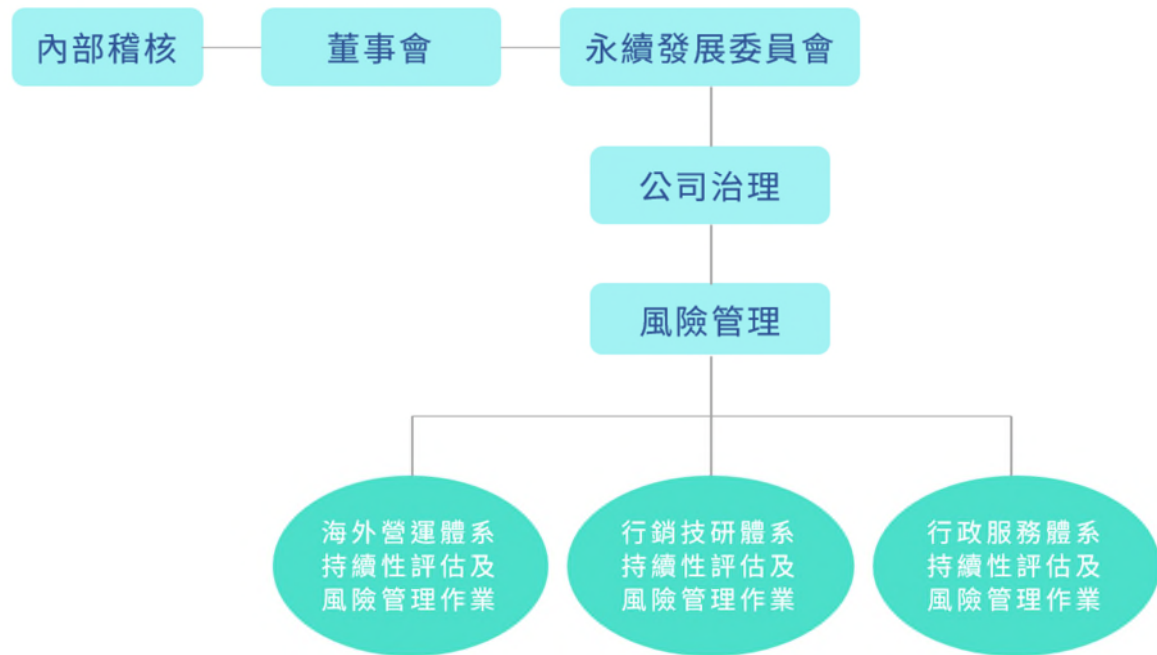 內部稽核
董事會
永續發展委員會
公司治理
風險管理
海外營運體系
持續性評估及
風險管理作業
行銷技研體系
持續性評估及
風險管理作業
行政服務體系
持續性評估及
風險管理作業